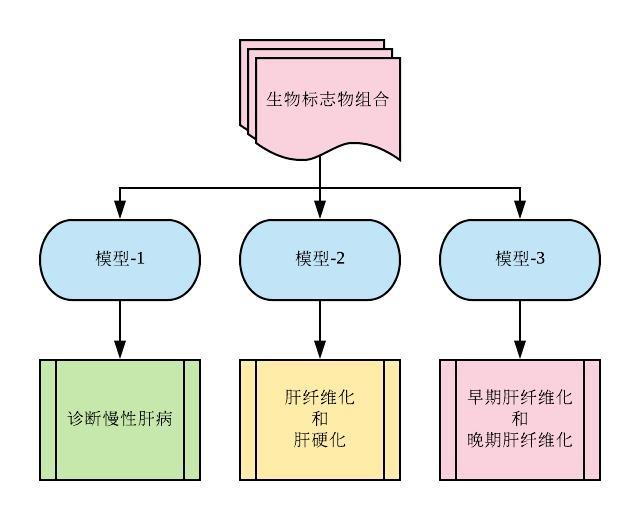 生物标志物组合
模型-1
模型-2
模型-3
诊断慢性肝病
肝纤维化
和
肝硬化
早期肝纤维化
和
晚期肝纤维化